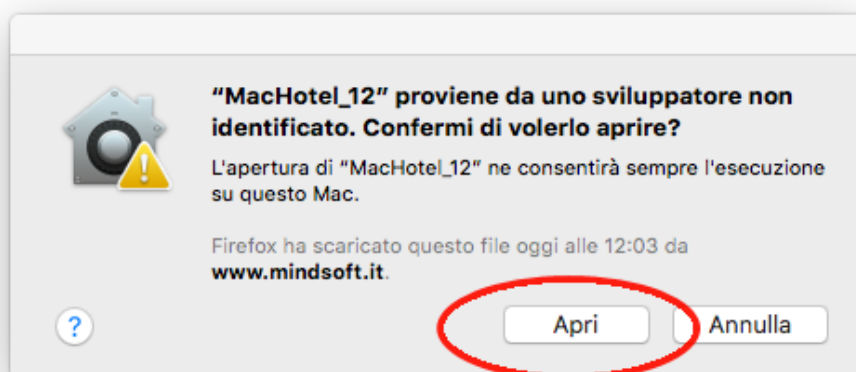 “MacHotel_12” proviene da uno sviluppatore non
identificato. Confermi di volerlo aprire?
L'apertura di “MacHotel_12” ne consentirà sempre l'esecuzione
su questo Mac.
Firefox ha scaricato questo file oggi alle 12:03 da
www.mindsoft.it.
?
Apri
Annulla